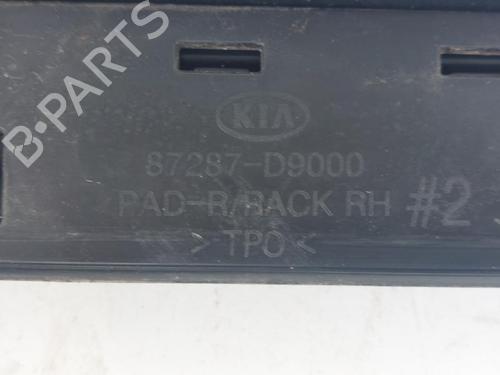 KIA
87287-D9000
PAD-R/RACK RH #2
> TPO <
B-PARTS